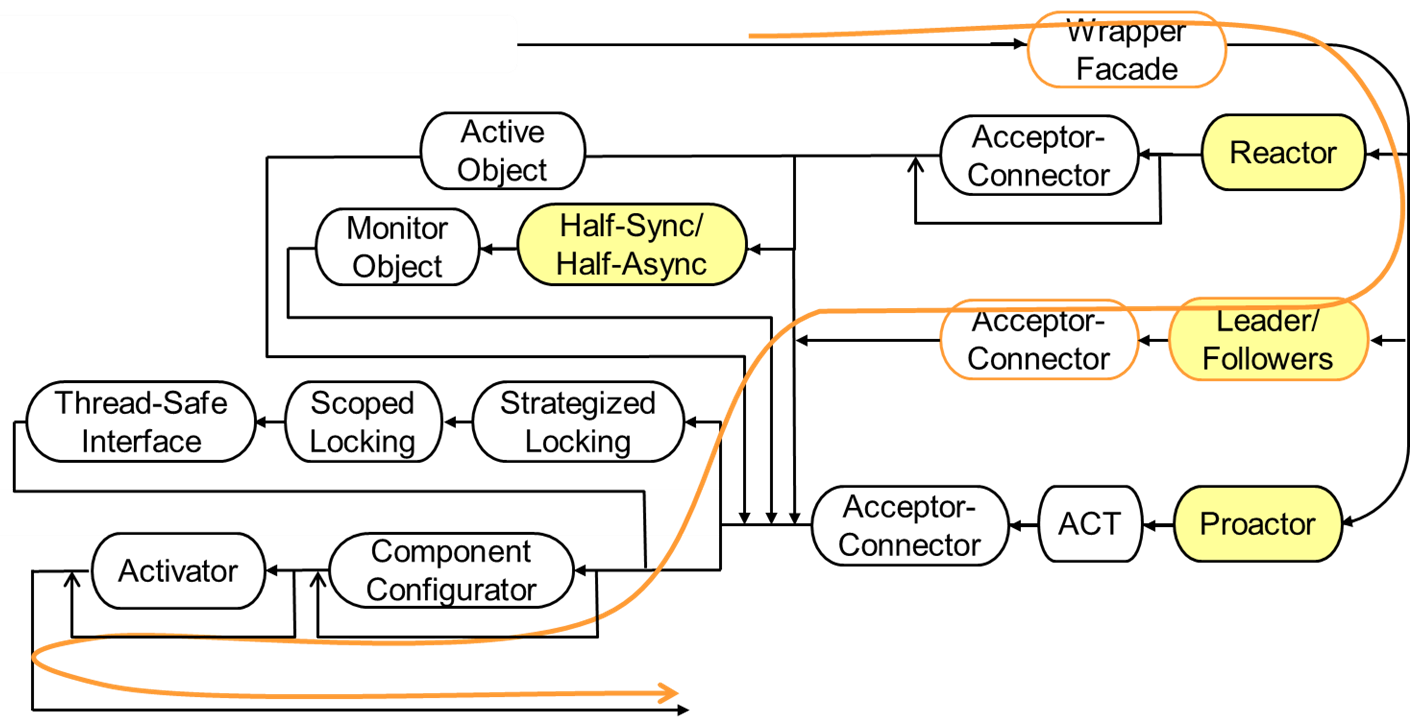 Wrapper
Facade
Active
Object
Acceptor-
Connector
Reactor
Monitor
Object
Half-Sync/
Half-Async
Acceptor-
Connector
Leader/
Followers
Thread-Safe
Interface
Scoped
Locking
Strategized
Locking
Acceptor-
Connector
ACT
Proactor
Activator
Component
Configurator